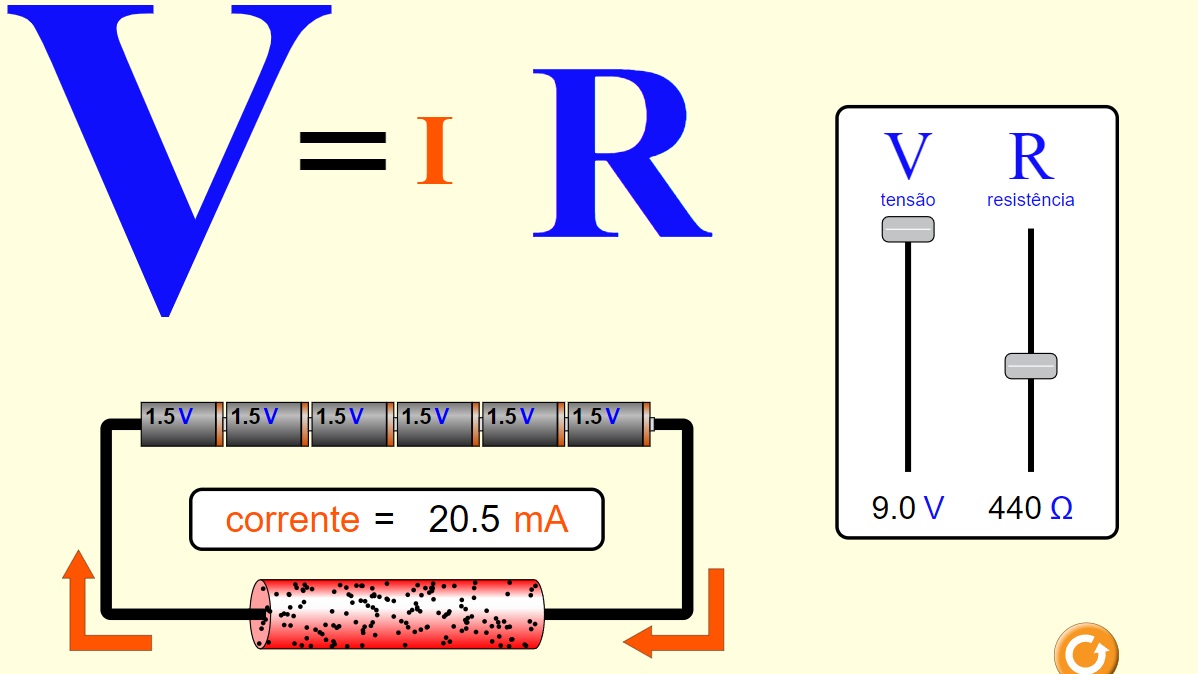 V = I R
V R
tensão resistência
9.0 V 440 Ω
1.5 V 1.5 V 1.5 V 1.5 V 1.5 V 1.5 V
corrente = 20.5 mA